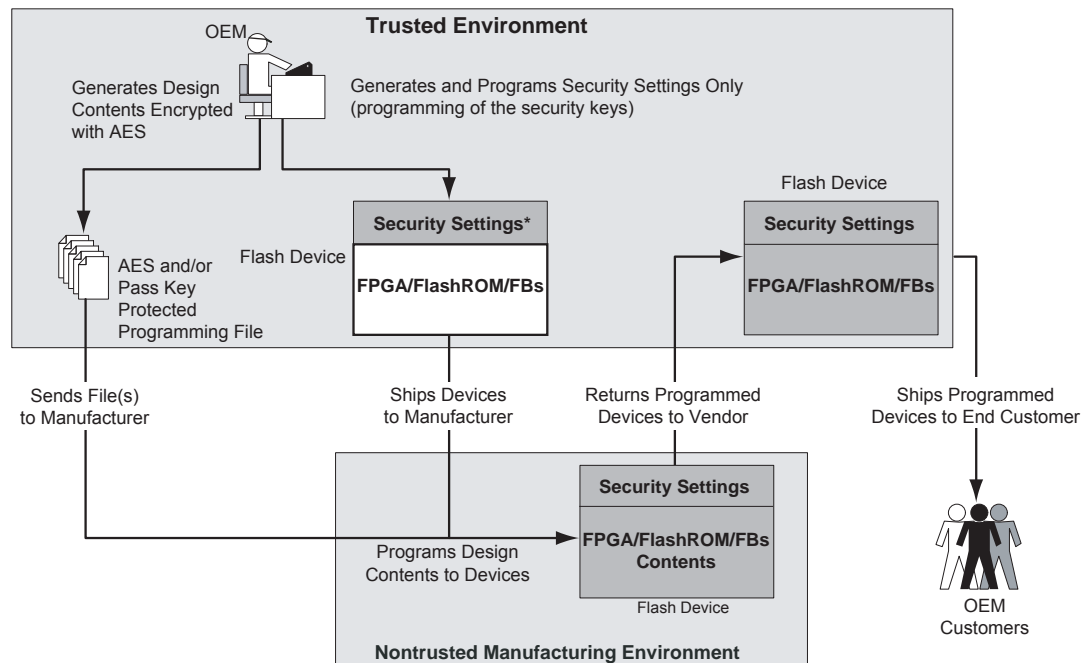 Trusted Environment
OEM
Generates Design
Contents Encrypted
with AES
Generates and Programs Security Settings Only
(programming of the security keys)
Flash Device
Security Settings*
FPGA/FlashROM/FBs
Flash Device
Security Settings
FPGA/FlashROM/FBs
AES and/or
Pass Key
Protected
Programming File
Sends File(s)
to Manufacturer
Ships Devices
to Manufacturer
Returns Programmed
Devices to Vendor
Ships Programmed
Devices to End Customer
Security Settings
FPGA/FlashROM/FBs
Contents
Flash Device
Programs Design
Contents to Devices
Nontrusted Manufacturing Environment
OEM
Customers